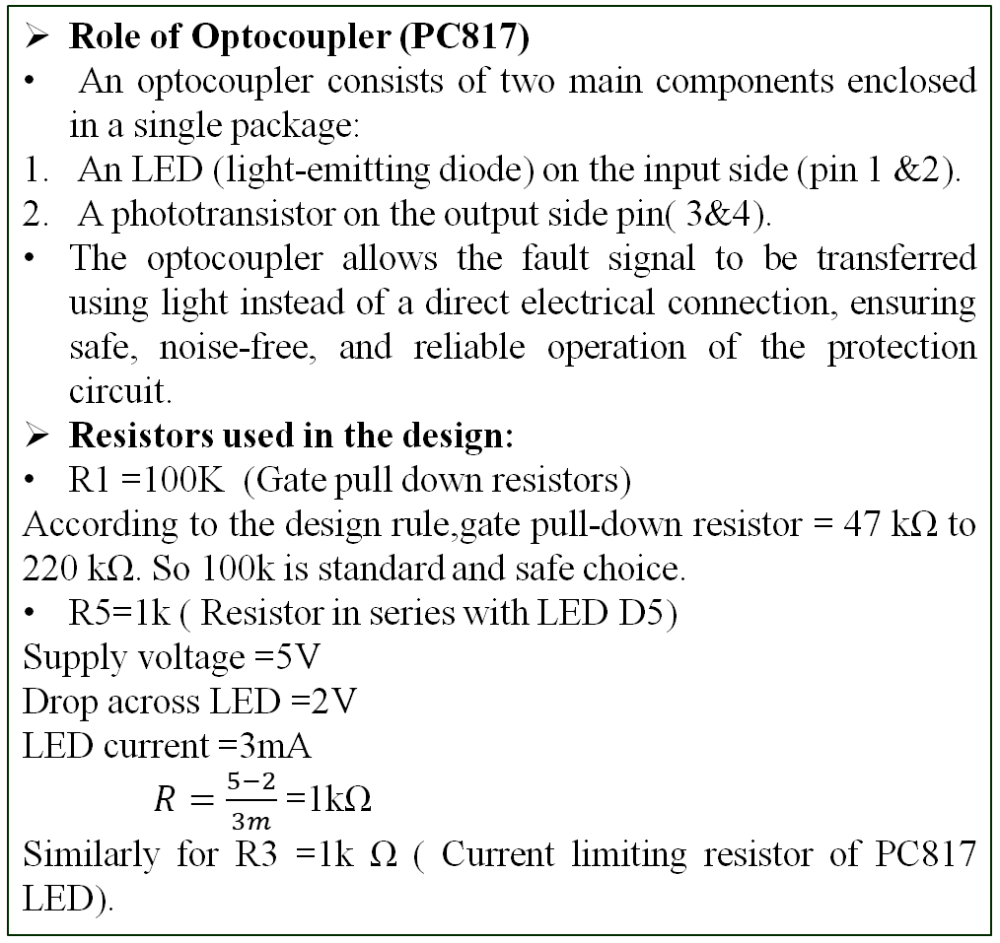 ➢ Role of Optocoupler (PC817)
• An optocoupler consists of two main components enclosed
in a single package:
1. An LED (light-emitting diode) on the input side (pin 1 &2).
2. A phototransistor on the output side pin( 3&4).
• The optocoupler allows the fault signal to be transferred
using light instead of a direct electrical connection, ensuring
safe, noise-free, and reliable operation of the protection
circuit.
➢ Resistors used in the design:
• R1 =100K (Gate pull down resistors)
According to the design rule,gate pull-down resistor = 47 kΩ to
220 kΩ. So 100k is standard and safe choice.
• R5=1k ( Resistor in series with LED D5)
Supply voltage =5V
Drop across LED =2V
LED current =3mA
R = \frac{5−2}{3m} =1kΩ
Similarly for R3 =1k Ω ( Current limiting resistor of PC817
LED).